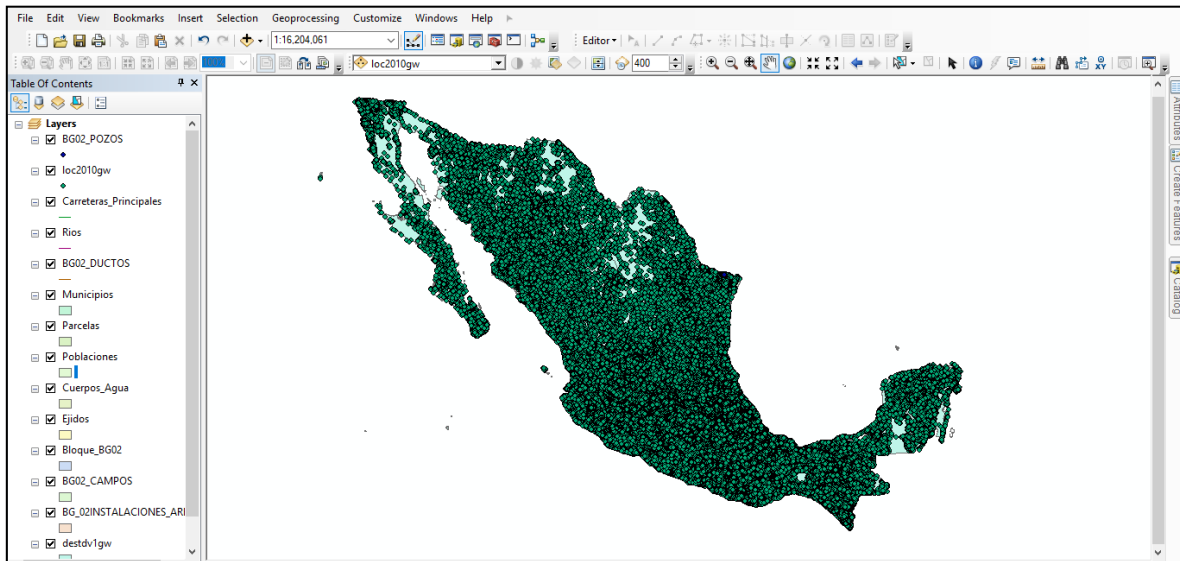 File Edit View Bookmarks Insert Selection Geoprocessing Customize Windows Help
1:16,204,061 Editor
loc2010gw 400
Table Of Contents
Layers
BG02_POZOS
loc2010gw
Carreteras_Principales
Rios
BG02_DUCTOS
Municipios
Parcelas
Poblaciones
Cuerpos_Agua
Ejidos
Bloque_BG02
BG02_CAMPOS
BG_02INSTALACIONES_ARI
destdv1gw
Attributes
Create Features
Catalog